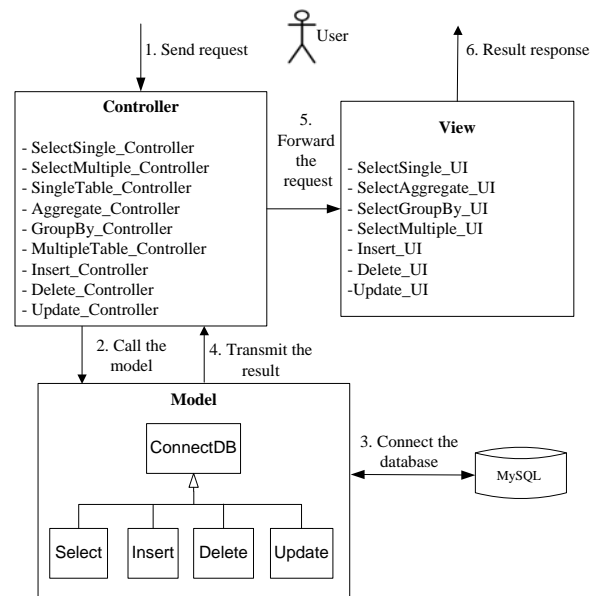 1. Send request
User
6. Result response
Controller
- SelectSingle_Controller
- SelectMultiple_Controller
- SingleTable_Controller
- Aggregate_Controller
- GroupBy_Controller
- MultipleTable_Controller
- Insert_Controller
- Delete_Controller
- Update_Controller
5.
Forward
the
request
View
- SelectSingle_UI
- SelectAggregate_UI
- SelectGroupBy_UI
- SelectMultiple_UI
- Insert_UI
- Delete_UI
-Update_UI
2. Call the
model
4. Transmit the
result
Model
ConnectDB
Select
Insert
Delete
Update
3. Connect the
database
MySQL